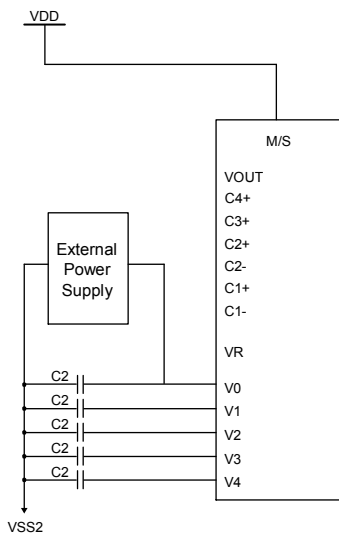 VDD
M/S
VOUT
C4+
C3+
C2+
C2-
C1+
C1-
VR
External
Power
Supply
C2
V0
C2
V1
C2
V2
C2
V3
C2
V4
VSS2